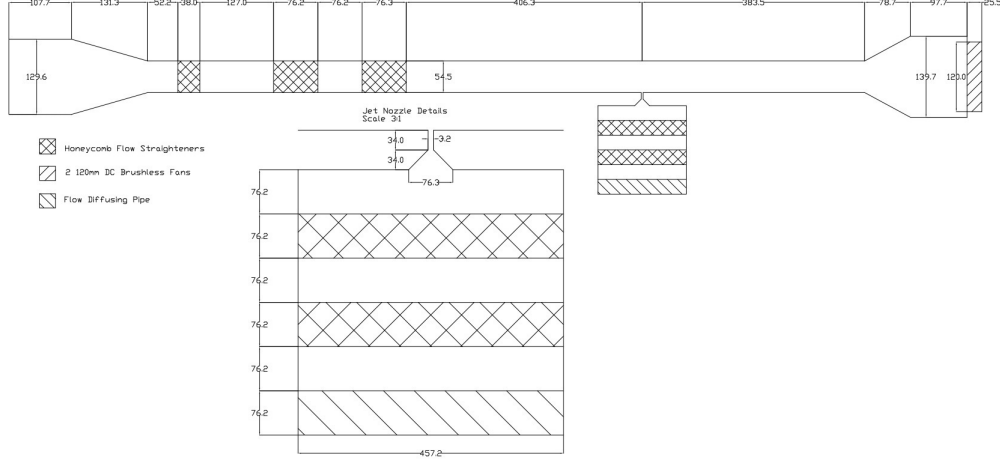 107.7 131.3 52.2 38.0 127.0 76.2 76.2 76.3 406.3 383.5 78.7 97.7 25.5
129.6 54.5 139.7 120.0
Jet Nozzle Details
Scale 3:1
34.0 3.2
34.0
76.3
Honeycomb Flow Straighteners
2 120mm DC Brushless Fans
Flow Diffusing Pipe
76.2
76.2
76.2
76.2
76.2
76.2
457.2